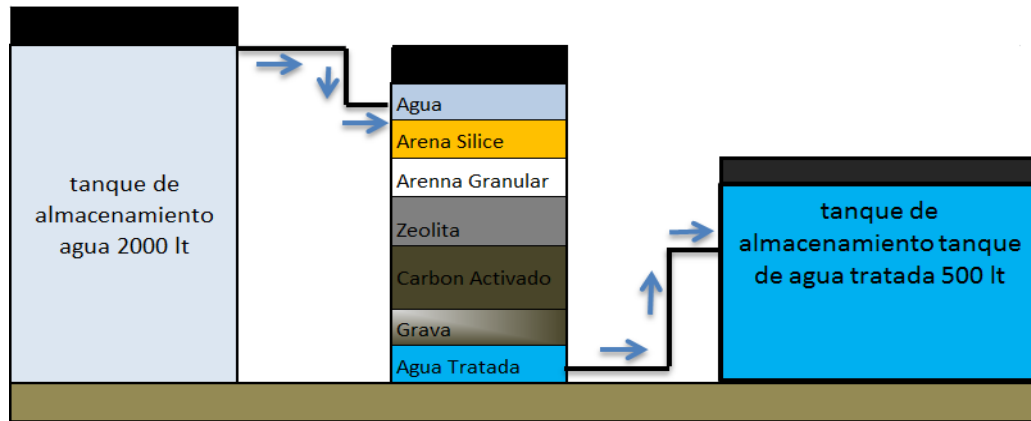 tanque de
almacenamiento
agua 2000 lt
Agua
Arena Silice
Arenna Granular
Zeolita
Carbon Activado
Grava
Agua Tratada
tanque de
almacenamiento tanque
de agua tratada 500 lt